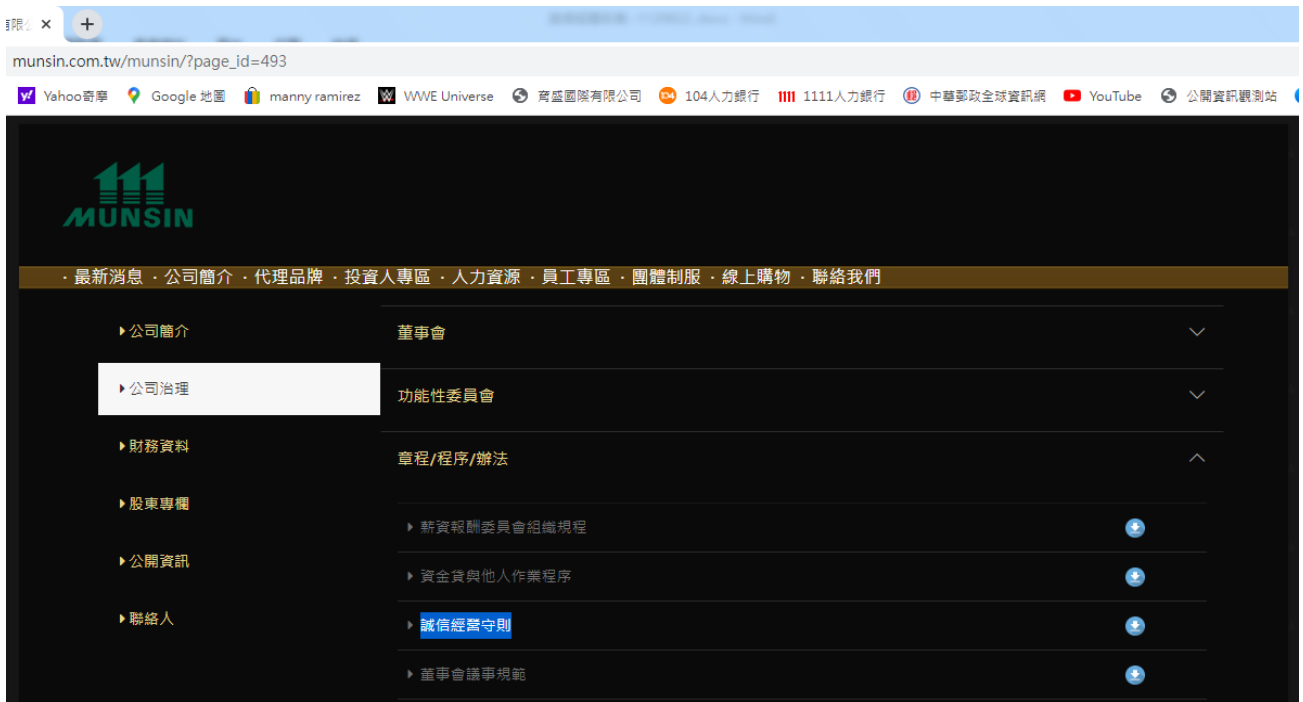 munsin.com.tw/munsin/?page_id=493
Yahoo奇摩 Google 地圖 manny ramirez WWE Universe 育盛國際有限公司 104人力銀行 1111人力銀行 中華郵政全球資訊網 YouTube 公開資訊觀測站
MUNSIN
· 最新消息 · 公司簡介 · 代理品牌 · 投資人專區 · 人力資源 · 員工專區 · 團體制服 · 線上購物 · 聯絡我們
公司簡介
公司治理
財務資料
股東專欄
公開資訊
聯絡人
董事會
功能性委員會
章程/程序/辦法
薪資報酬委員會組織規程
資金貸與他人作業程序
誠信經營守則
董事會議事規範